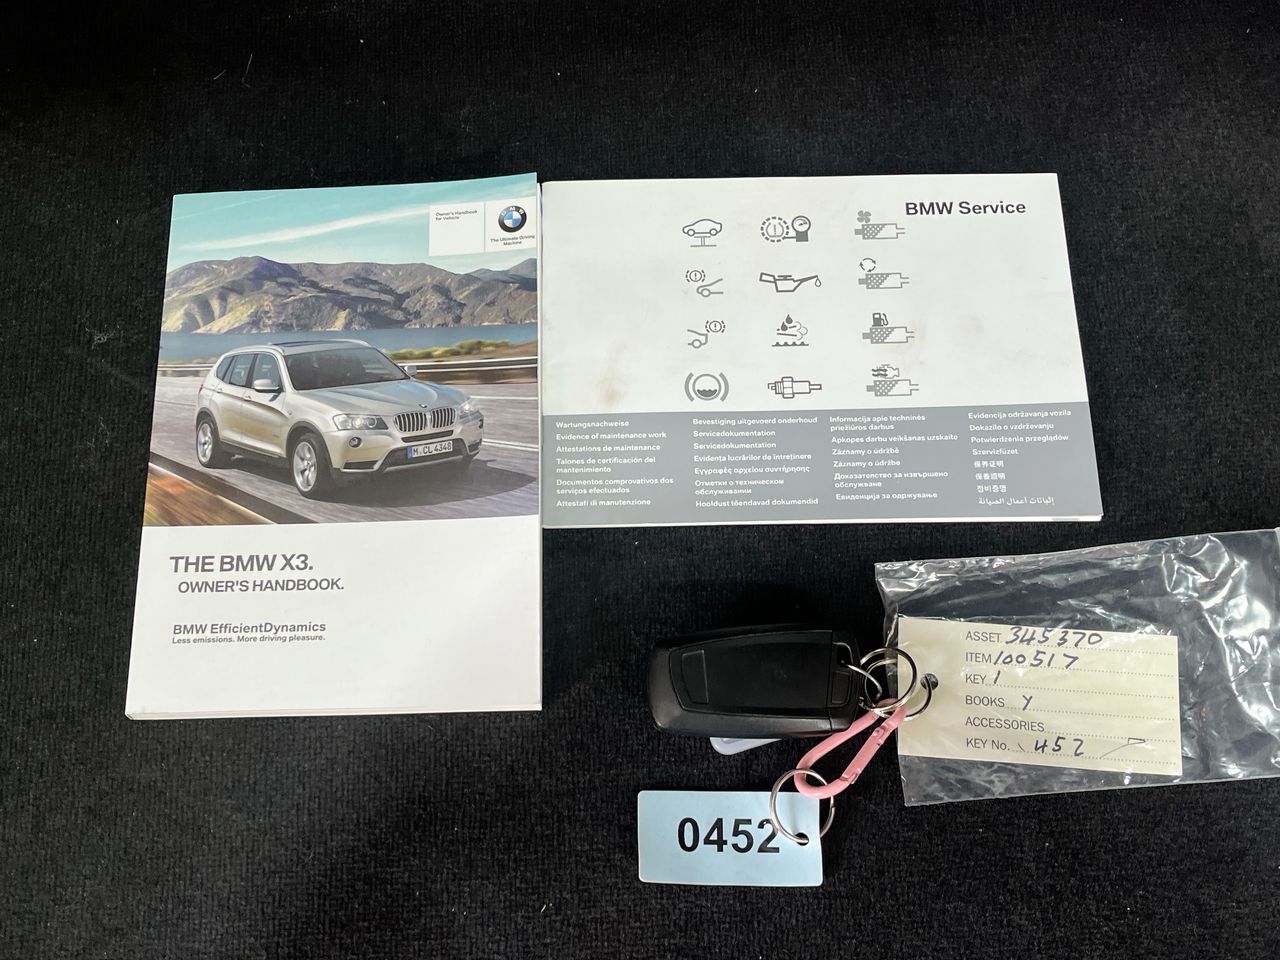 Owner's Handbook
for Vehicle
BMW
The Ultimate Driving
Machine
M·CL 4348
THE BMW X3.
OWNER'S HANDBOOK.
BMW EfficientDynamics
Less emissions. More driving pleasure.
BMW Service
Wartungsnachweise
Evidence of maintenance work
Attestations de maintenance
Talones de certificación del
mantenimiento
Documentos comprovativos dos
serviços efectuados
Attestati di manutenzione
Bevestiging uitgevoerd onderhoud
Servicedokumentation
Servicedokumentation
Evidența lucrărilor de întreținere
Εγγραφές αρχείου συντήρησης
Отметки о техническом
обслуживании
Hooldust tõendavad dokumendid
Informacija apie techninės
priežiūros darbus
Apkopes darbu veikšanas uzskaite
Záznamy o údržbě
Záznamy o údržbe
Доказателство за извършено
обслужване
Евиденција за одржување
Evidencija održavanja vozila
Dokazilo o vzdrževanju
Potwierdzenia przeglądów
Szervizfüzet
保养证明
保養證明
정비증명
إثباتات أعمال الصيانة
ASSET 345370
ITEM 100517
KEY 1
BOOKS Y
ACCESSORIES
KEY No. 452
0452